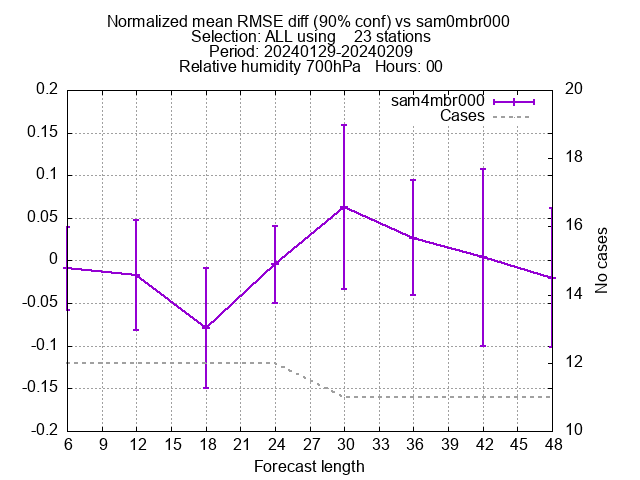 Normalized mean RMSE diff (90% conf) vs sam0mbr000
Selection: ALL using    23 stations
Period: 20240129-20240209
Relative humidity 700hPa   Hours: 00
sam4mbr000
Cases
0.2
0.15
0.1
0.05
0
-0.05
-0.1
-0.15
-0.2
20
18
16
14
12
10
No cases
6 12 15 18 21 24 27 30 33 36 39 42 45 48
Forecast length